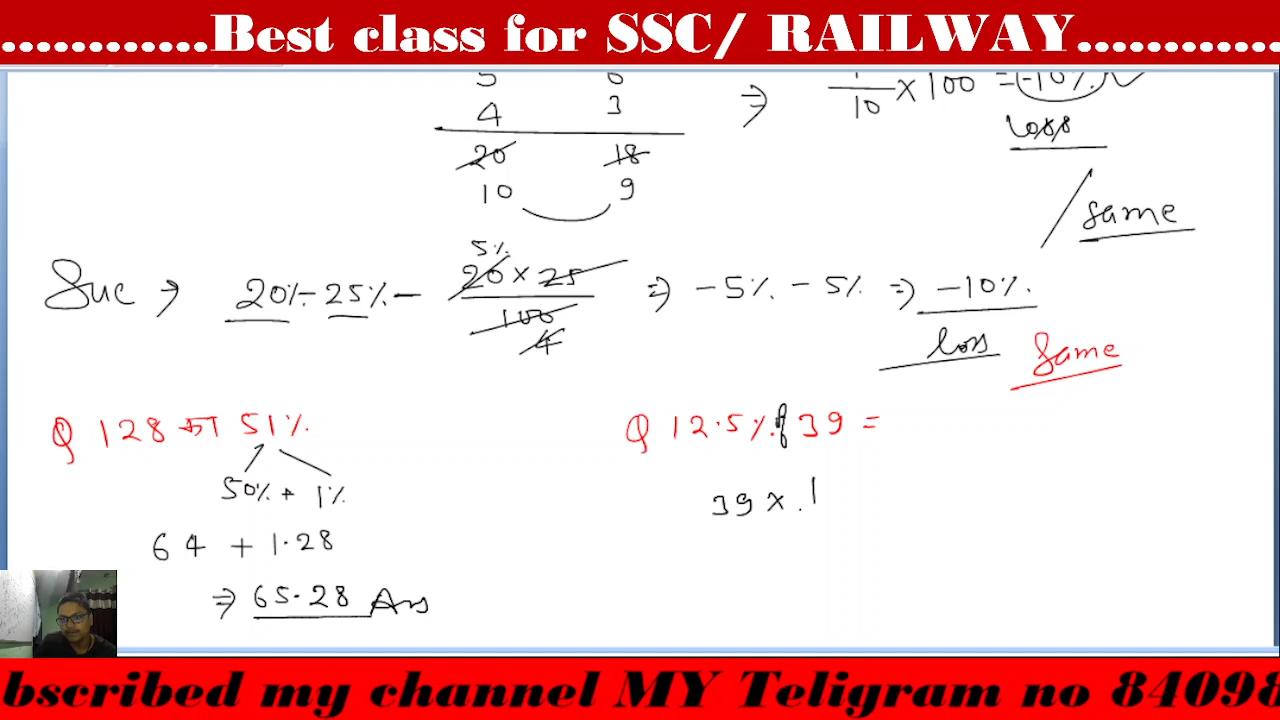 ............Best class for SSC/ RAILWAY............
5 6
4 3
20 18
10 9
⇒ 1/10 × 100 = -10%. ✓
loss
same
Suc → 20% - 25% - 20 × 25 / 100 ⇒ -5% - 5% ⇒ -10%.
5%
4
loss Same
Q 128 का 51%
50% + 1%
64 + 1.28
⇒ 65.28 Ans
Q 12.5% of 39 =
39 × .1
bscribed my channel MY Teligram no 84098